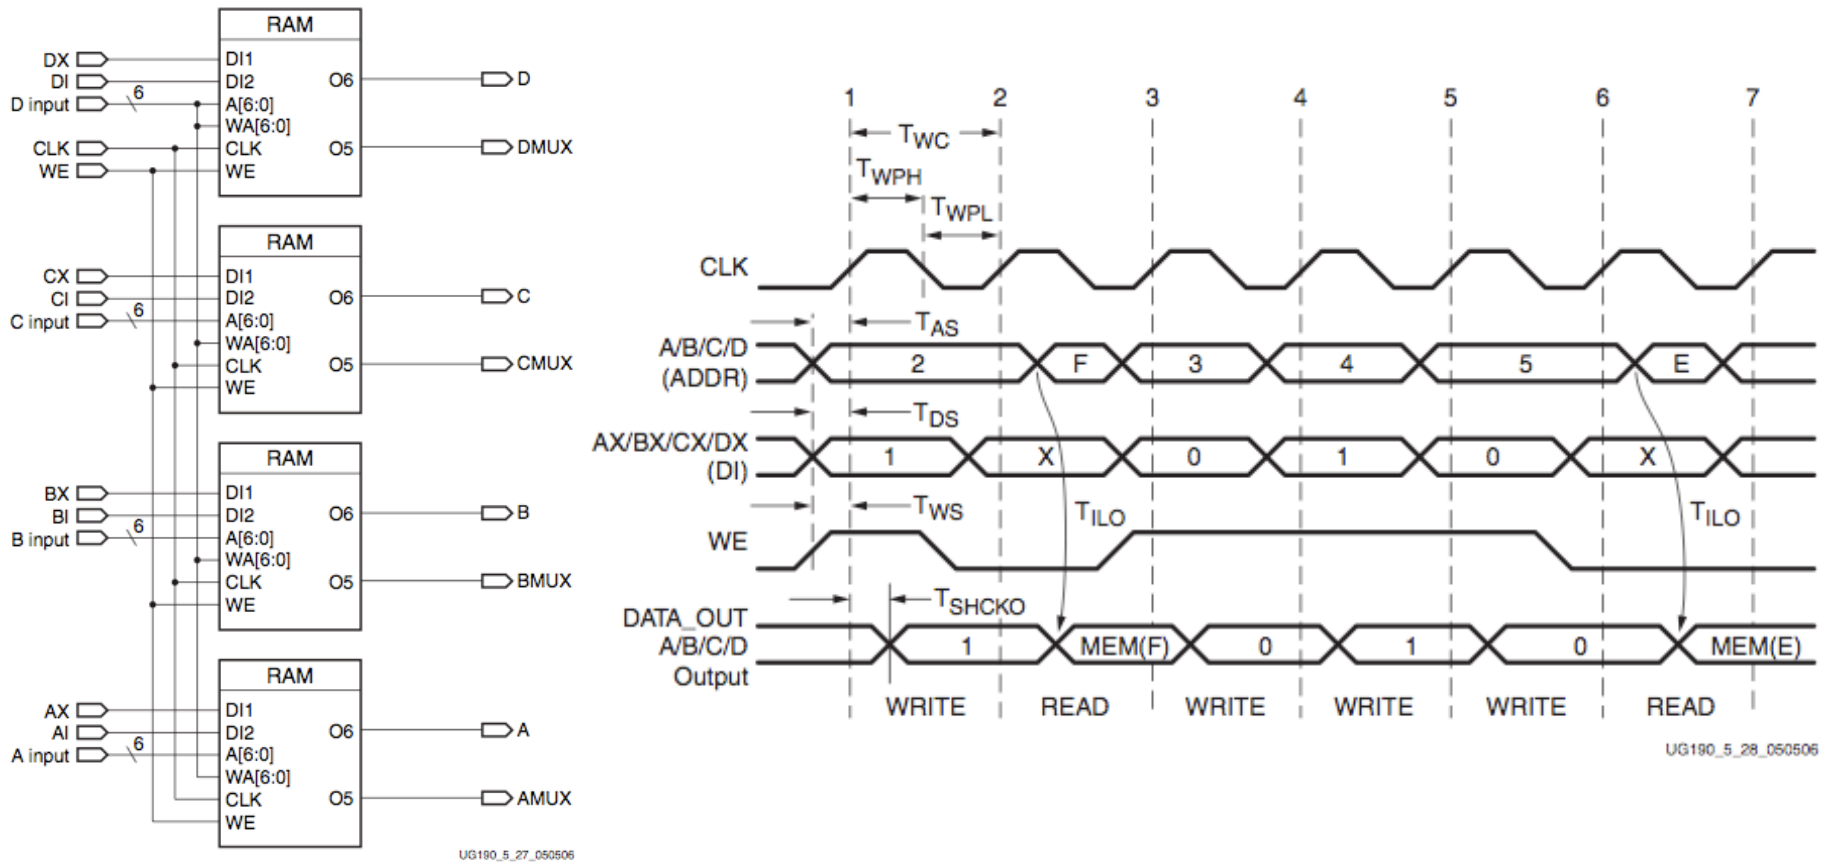 RAM
DX DI1
DI DI2 O6 D
D input 6 A[6:0]
WA[6:0]
CLK CLK O5 DMUX
WE WE
RAM
CX DI1
CI DI2 O6 C
C input 6 A[6:0]
WA[6:0]
CLK O5 CMUX
WE
RAM
BX DI1
BI DI2 O6 B
B input 6 A[6:0]
WA[6:0]
CLK O5 BMUX
WE
RAM
AX DI1
AI DI2 O6 A
A input 6 A[6:0]
WA[6:0]
CLK O5 AMUX
WE
UG190_5_27_050506
1 2 3 4 5 6 7
TWC
TWPH
TWPL
CLK
TAS
A/B/C/D
(ADDR)
2 F 3 4 5 E
TDS
AX/BX/CX/DX
(DI)
1 X 0 1 0 X
TWS
TILO TILO
WE
TSHCKO
DATA_OUT
A/B/C/D
Output
1 MEM(F) 0 1 0 MEM(E)
WRITE READ WRITE WRITE WRITE READ
UG190_5_28_050506